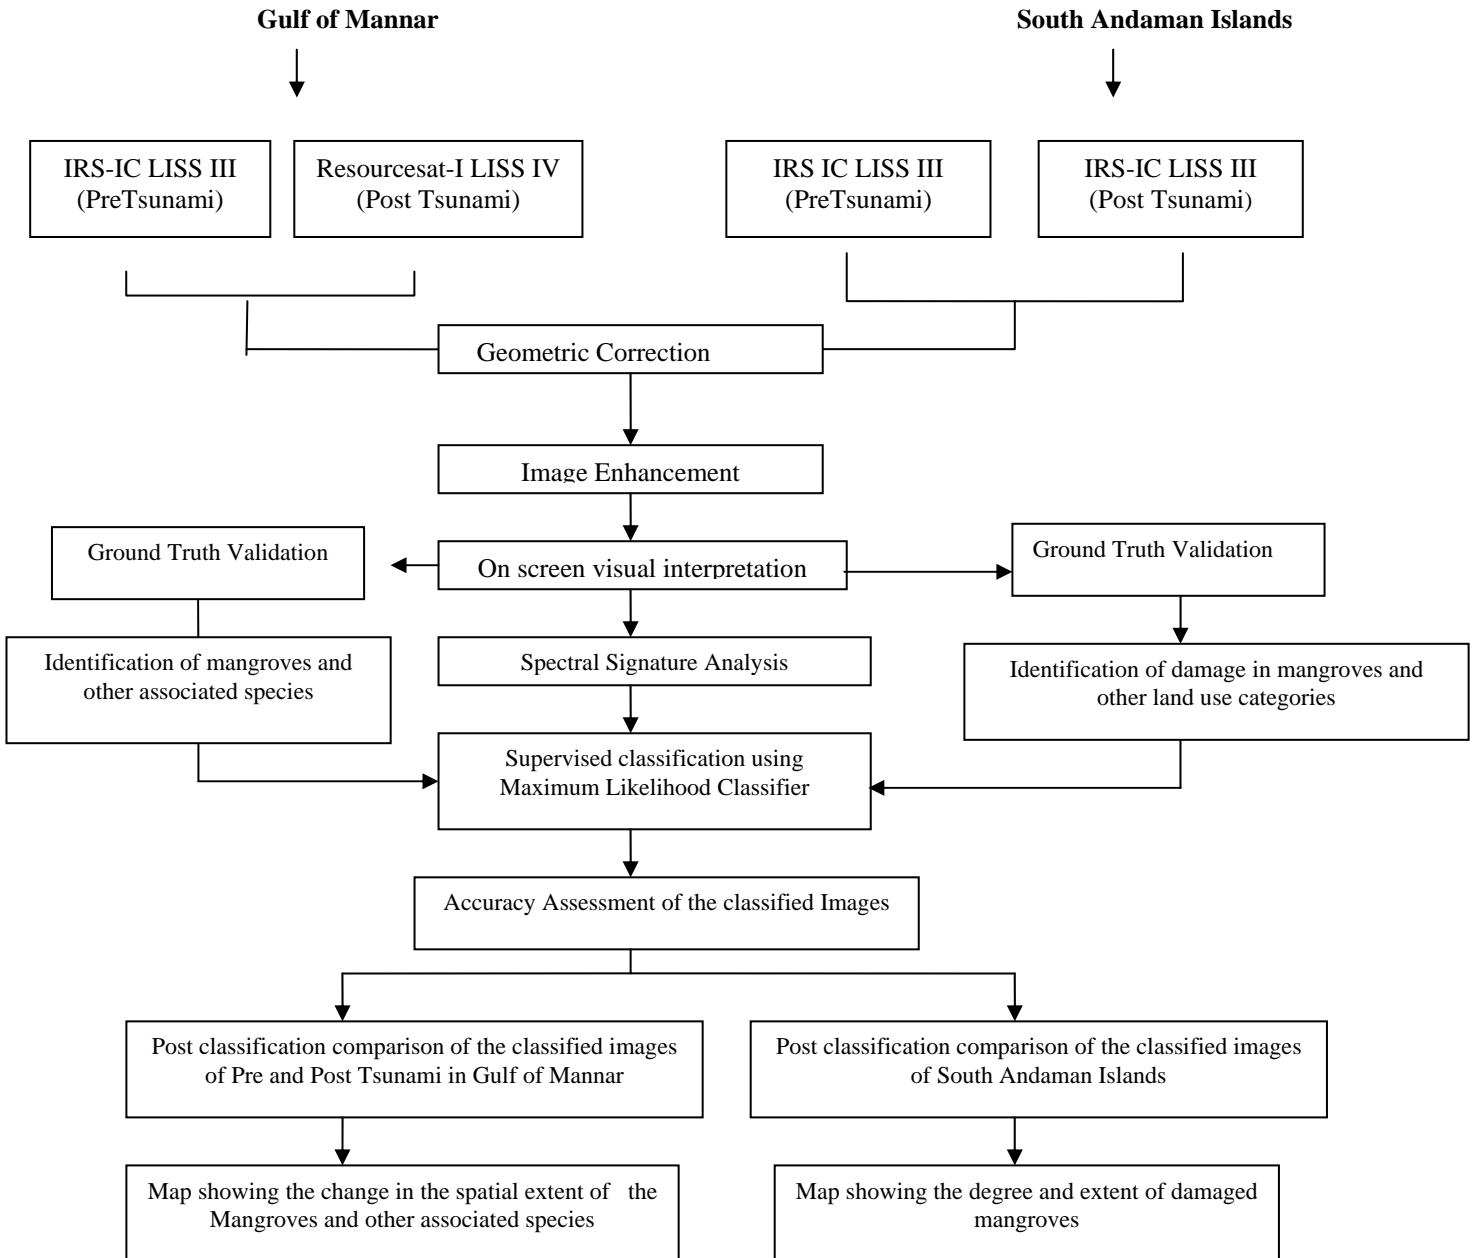 Gulf of Mannar
South Andaman Islands
IRS-IC LISS III
(PreTsunami)
Resourcesat-I LISS IV
(Post Tsunami)
IRS IC LISS III
(PreTsunami)
IRS-IC LISS III
(Post Tsunami)
Geometric Correction
Image Enhancement
Ground Truth Validation
On screen visual interpretation
Ground Truth Validation
Identification of mangroves and
other associated species
Spectral Signature Analysis
Identification of damage in mangroves and
other land use categories
Supervised classification using
Maximum Likelihood Classifier
Accuracy Assessment of the classified Images
Post classification comparison of the classified images
of Pre and Post Tsunami in Gulf of Mannar
Post classification comparison of the classified images
of South Andaman Islands
Map showing the change in the spatial extent of the
Mangroves and other associated species
Map showing the degree and extent of damaged
mangroves